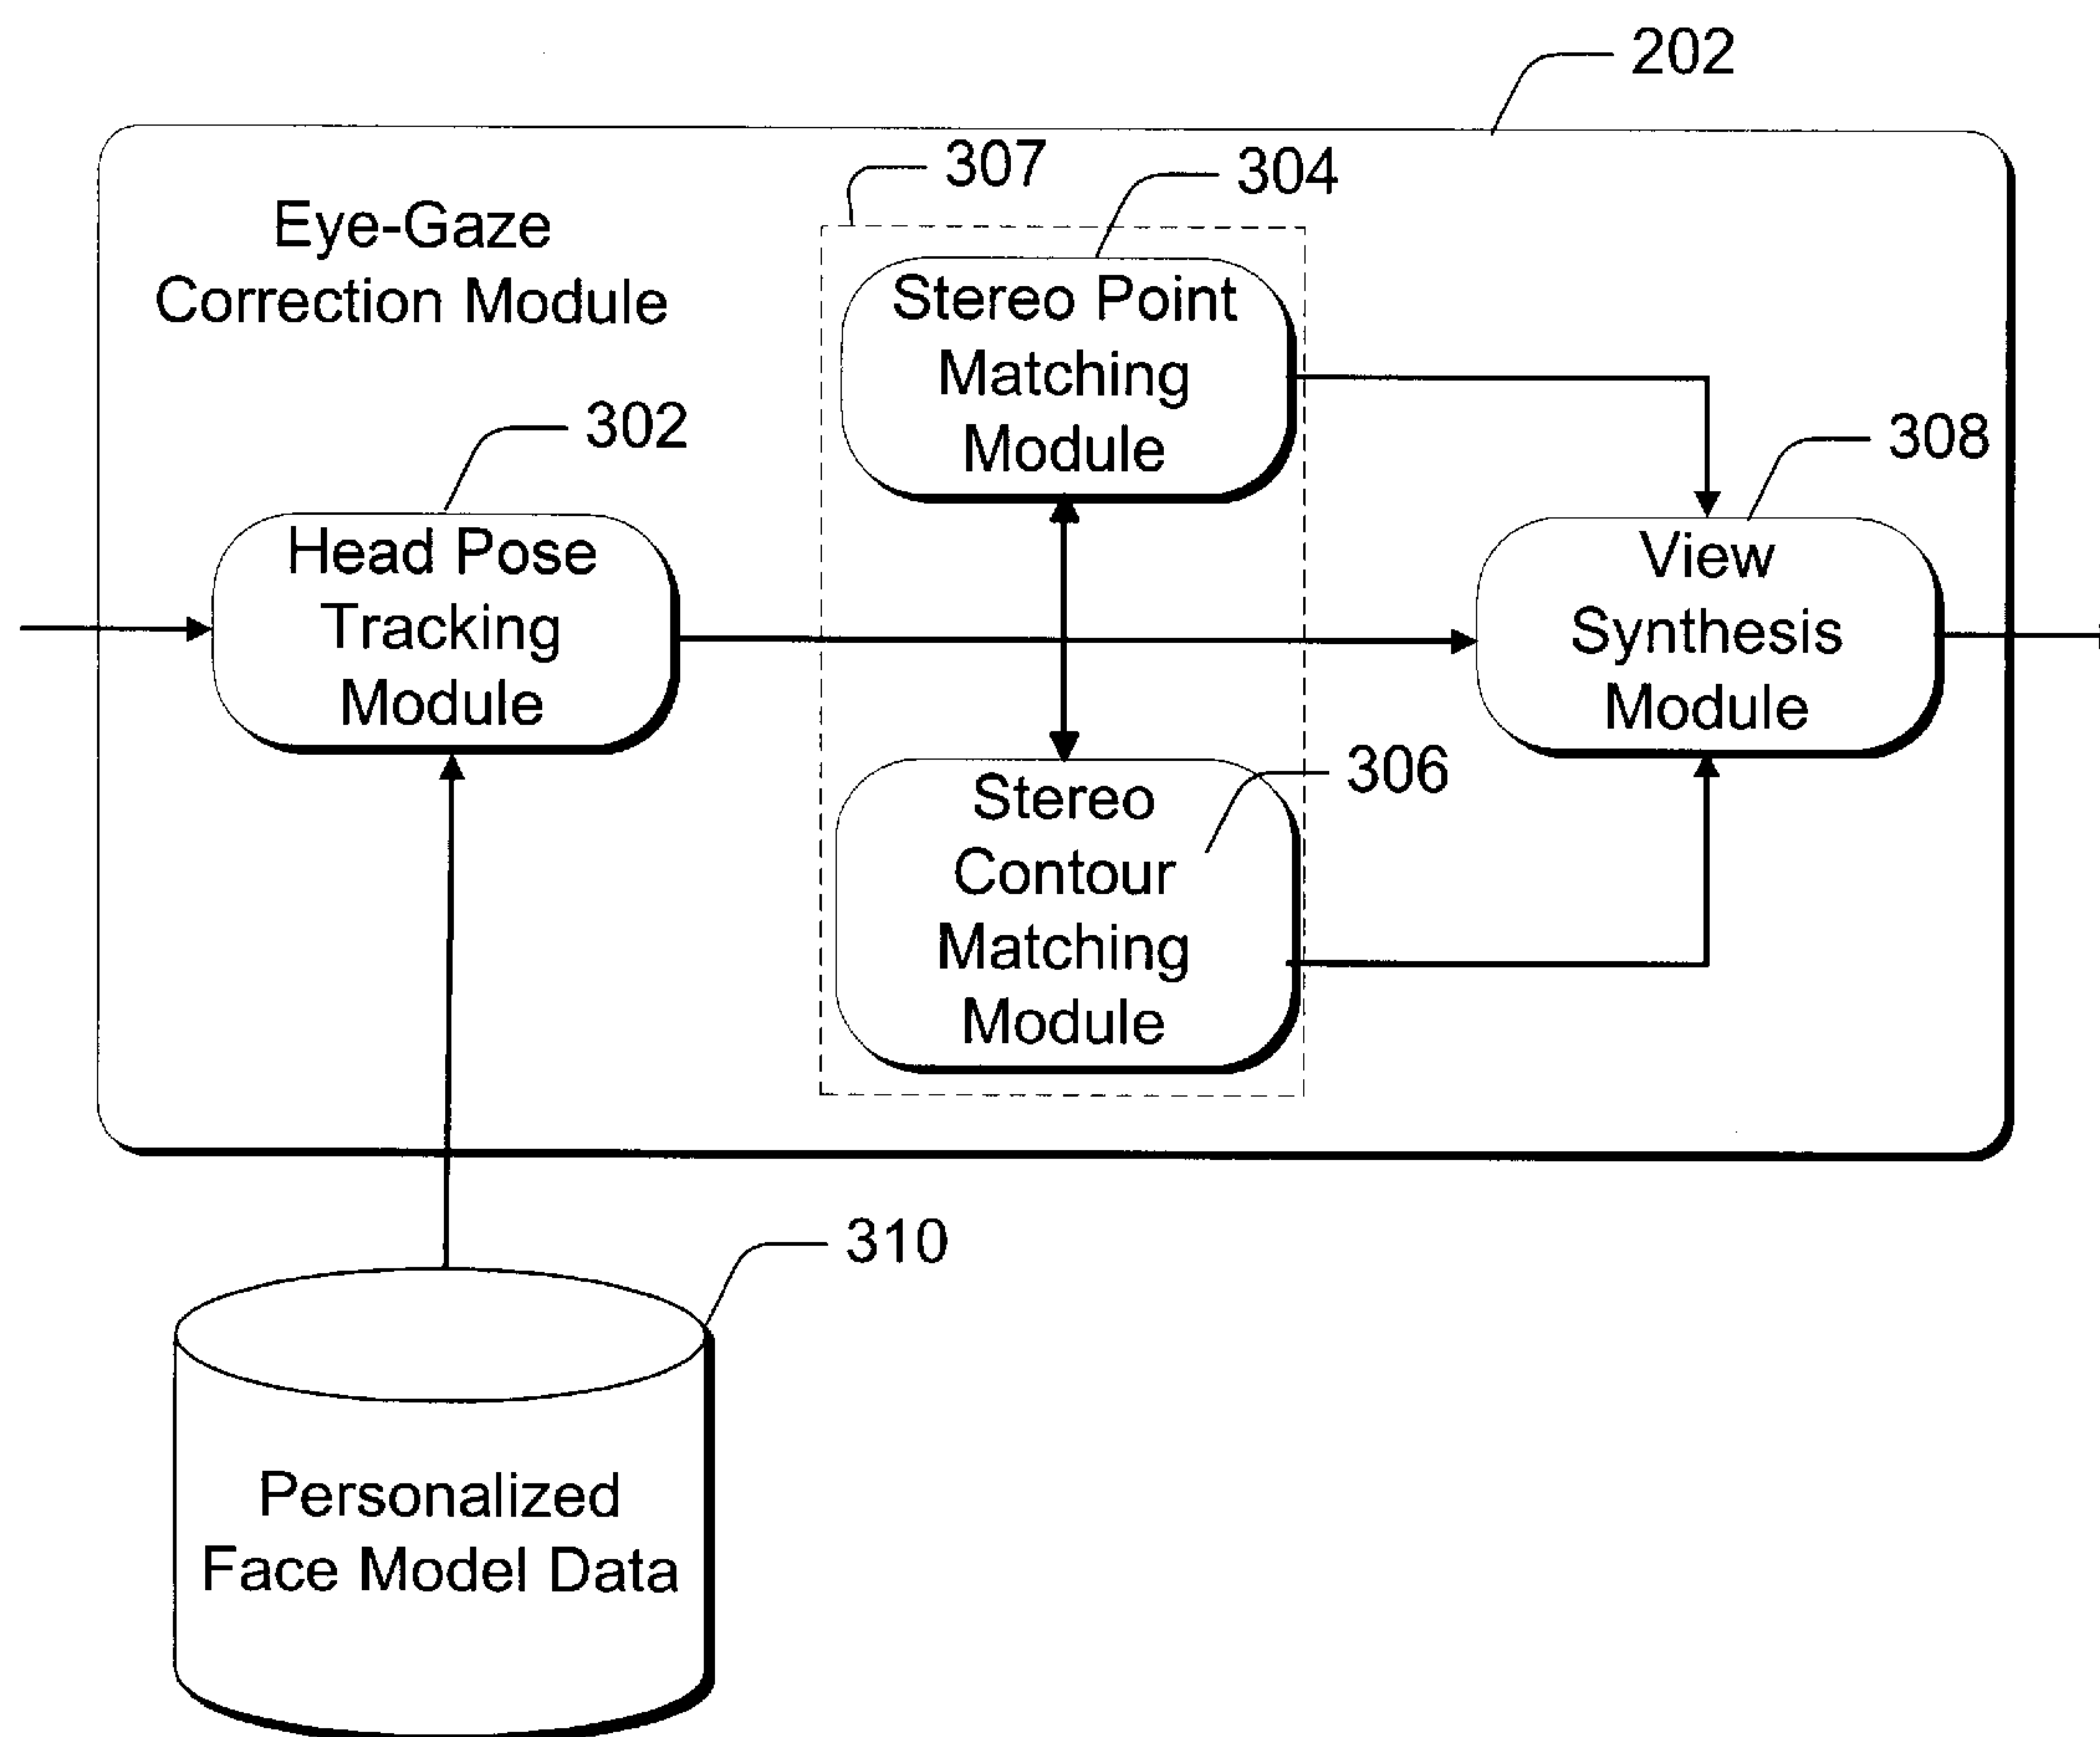 202
307
304
Eye-Gaze
Correction Module
Stereo Point
Matching
Module
302
308
Head Pose
Tracking
Module
View
Synthesis
Module
306
Stereo
Contour
Matching
Module
310
Personalized
Face Model Data